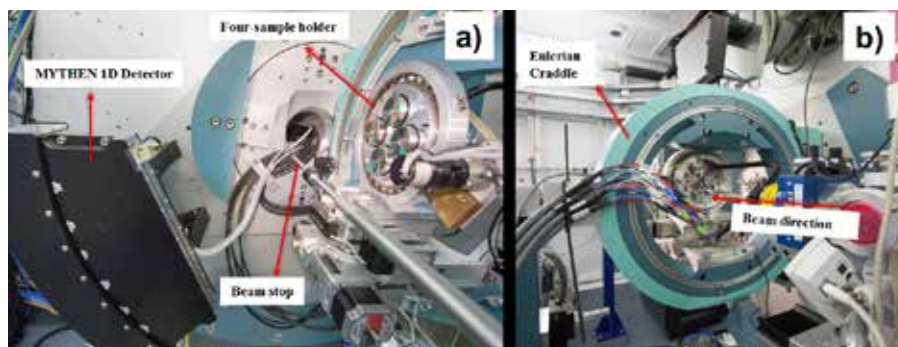 Four-sample holder
a)
MYTHEN 1D Detector
Beam stop
b)
Eulerian
Craddle
Beam direction